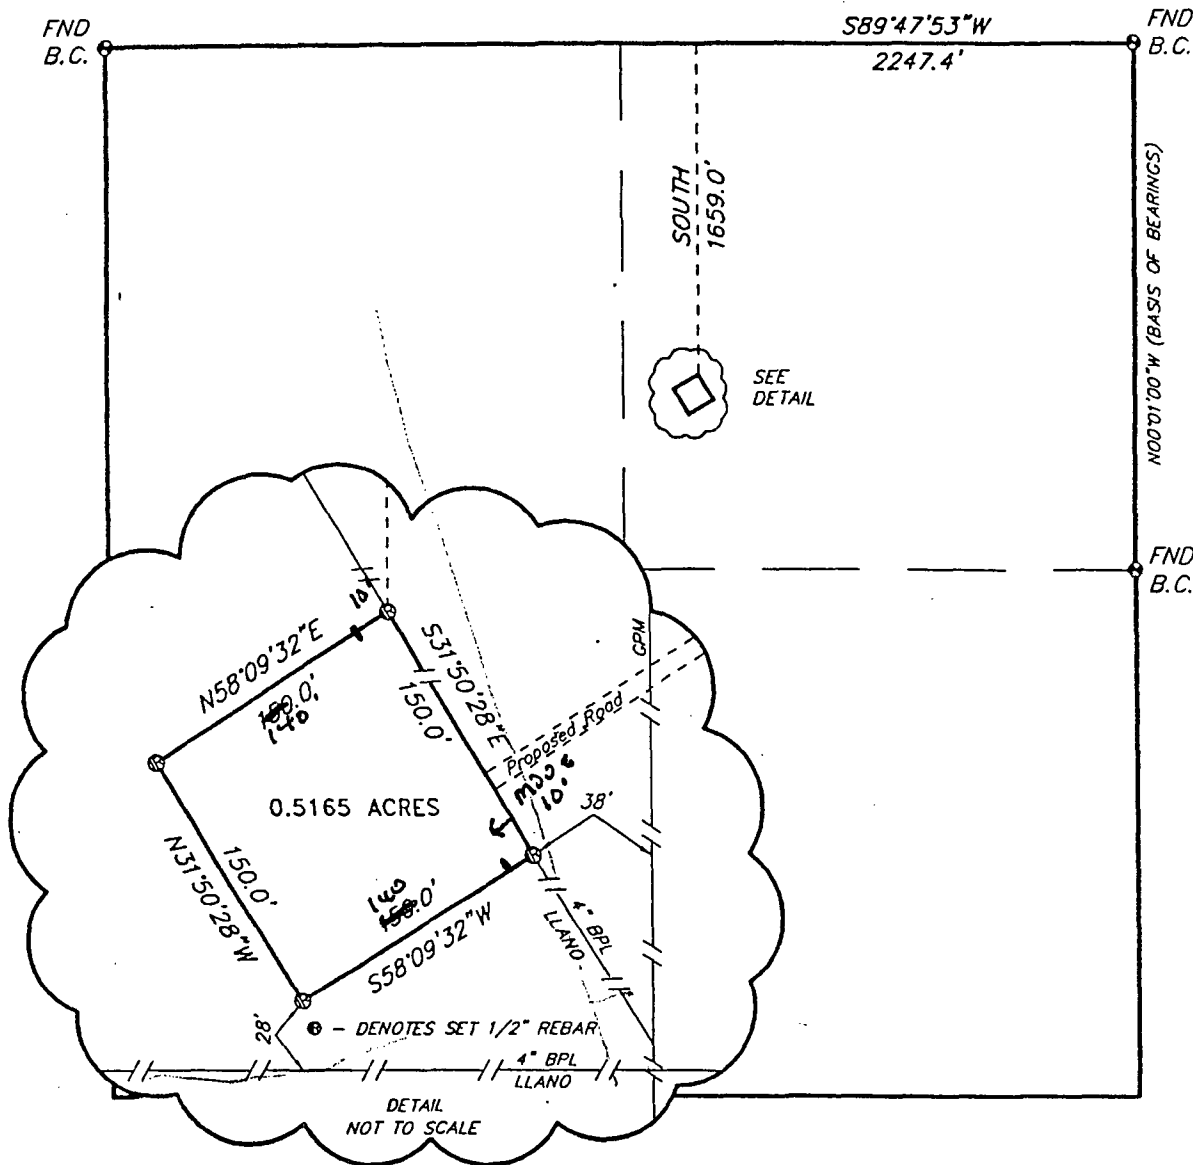 FND
B.C.
S89°47'53"W
2247.4'
FND
B.C.
SOUTH
1659.0'
N00°01'00"W (BASIS OF BEARINGS)
SEE
DETAIL
FND
B.C.
10'
N58°09'32"E
150.0'
140
S31°50'28"E
150.0'
GPM
Proposed Road
MOVE
10'
38'
0.5165 ACRES
N31°50'28"W
150.0'
140
150.0'
S58°09'32"W
4" BPL
LLANO
28'
- DENOTES SET 1/2" REBAR
4" BPL
LLANO
DETAIL
NOT TO SCALE